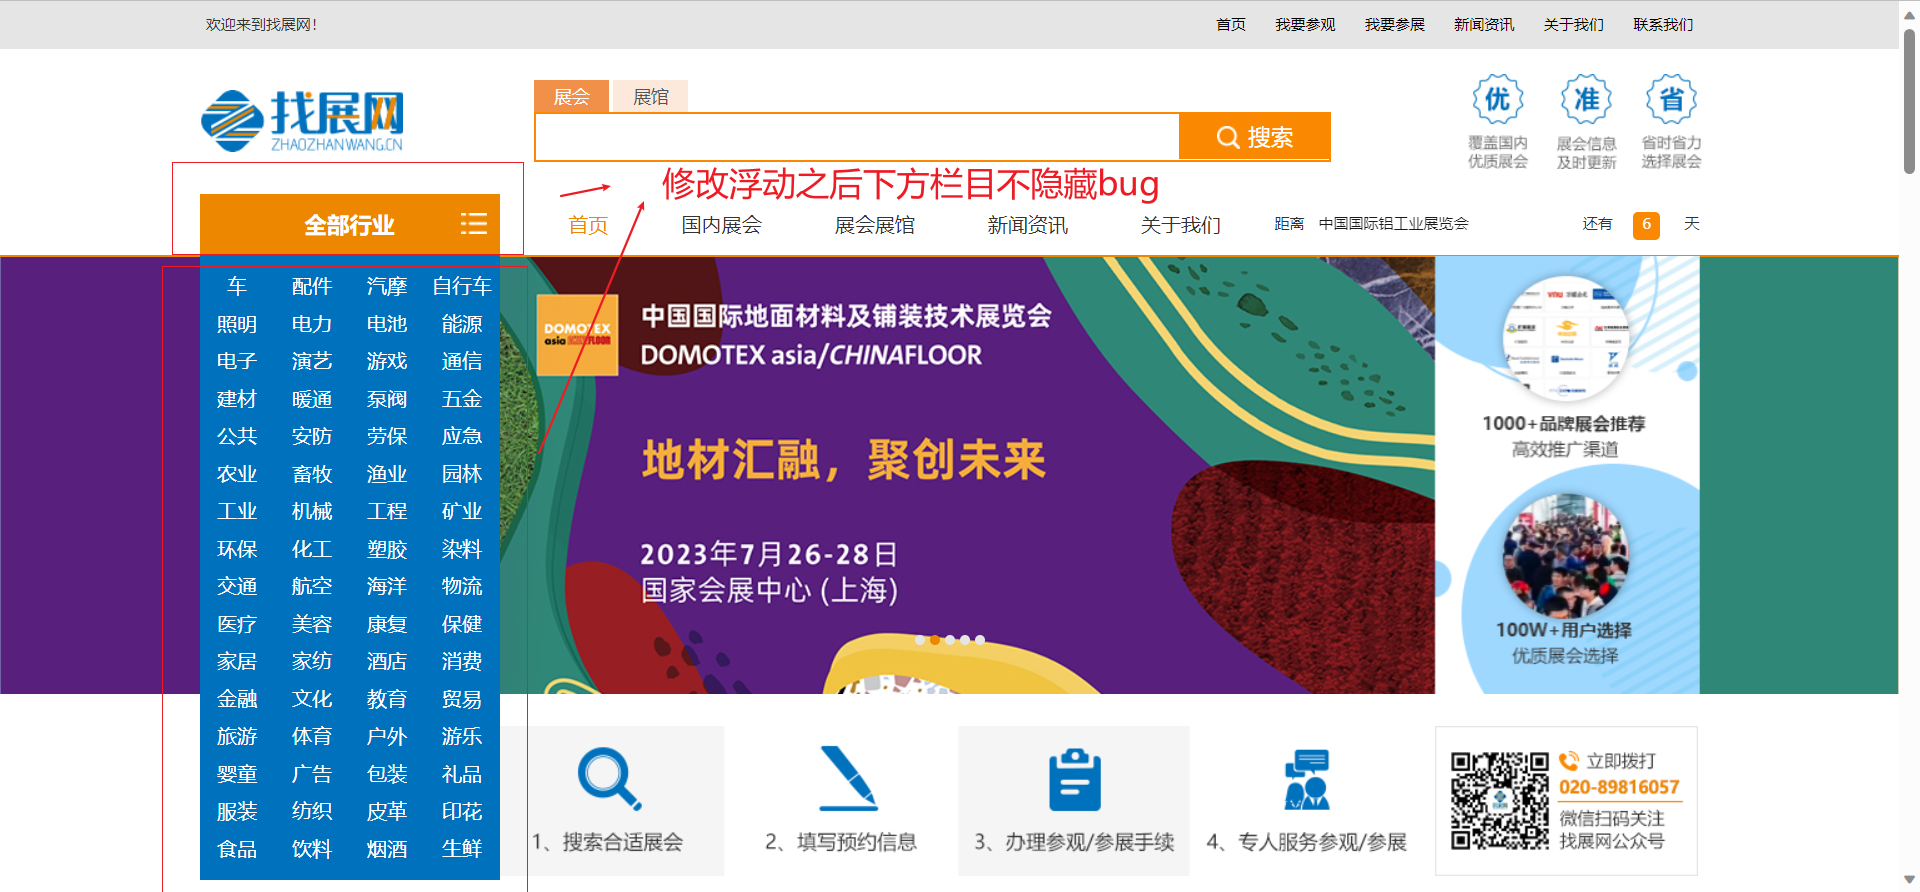 欢迎来到找展网！
首页 我要参观 我要参展 新闻资讯 关于我们 联系我们
找展网
ZHAOZHANWANG.CN
展会 展馆
搜索
优 准 省
覆盖国内 展会信息 省时省力
优质展会 及时更新 选择展会
修改浮动之后下方栏目不隐藏bug
全部行业
首页 国内展会 展会展馆 新闻资讯 关于我们
距离 中国国际铝工业展览会 还有 6 天
车 配件 汽摩 自行车
照明 电力 电池 能源
电子 演艺 游戏 通信
建材 暖通 泵阀 五金
公共 安防 劳保 应急
农业 畜牧 渔业 园林
工业 机械 工程 矿业
环保 化工 塑胶 染料
交通 航空 海洋 物流
医疗 美容 康复 保健
家居 家纺 酒店 消费
金融 文化 教育 贸易
旅游 体育 户外 游乐
婴童 广告 包装 礼品
服装 纺织 皮革 印花
食品 饮料 烟酒 生鲜
DOMOTEX
asia CHINAFLOOR
中国国际地面材料及铺装技术展览会
DOMOTEX asia/CHINAFLOOR
地材汇融，聚创未来
2023年7月26-28日
国家会展中心 (上海)
1000+品牌展会推荐
高效推广渠道
100W+用户选择
优质展会选择
1、搜索合适展会
2、填写预约信息
3、办理参观/参展手续
4、专人服务参观/参展
立即拨打
020-89816057
微信扫码关注
找展网公众号